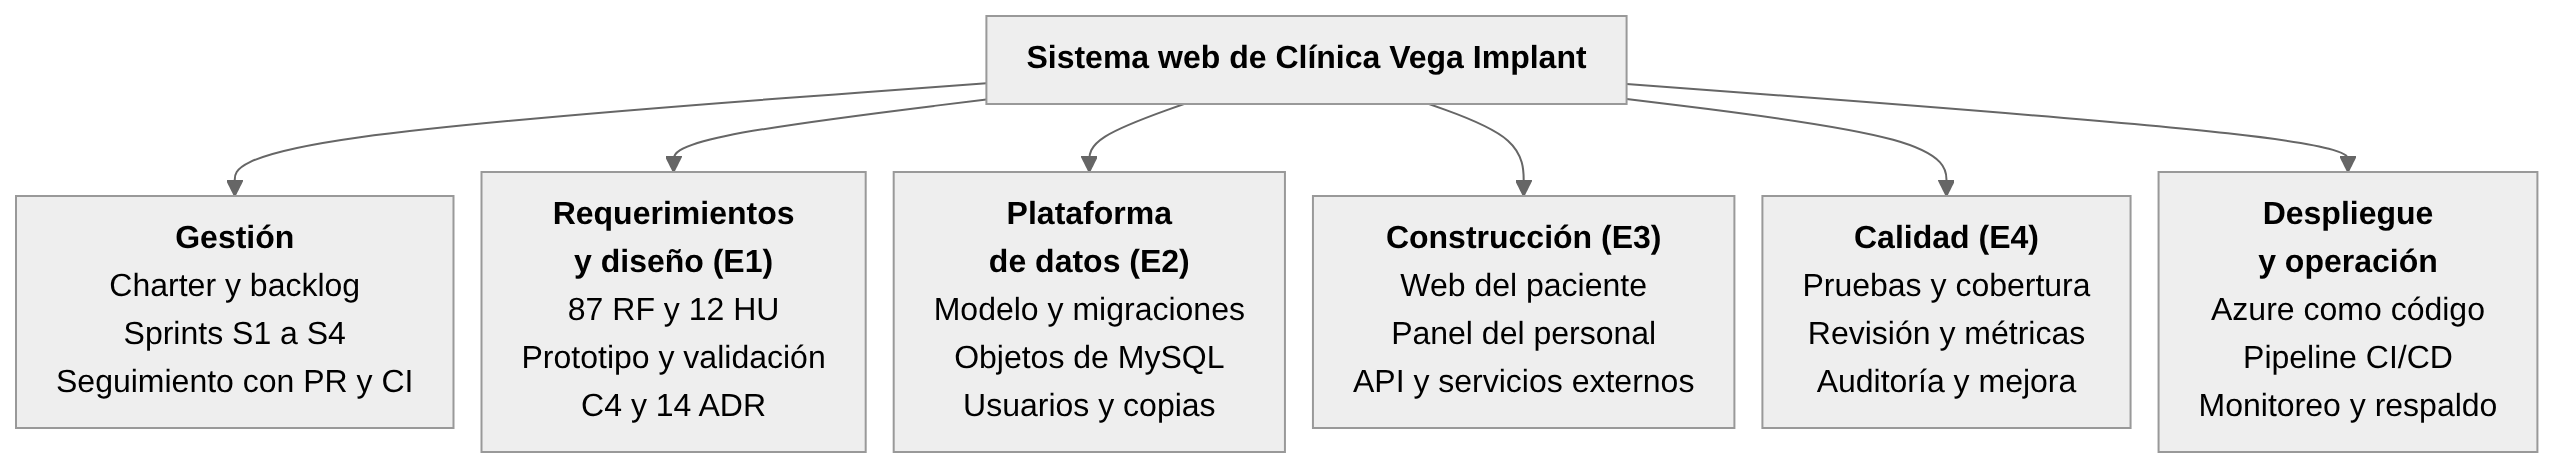 Sistema web de Clínica Vega Implant
Gestión
Charter y backlog
Sprints S1 a S4
Seguimiento con PR y CI
Requerimientos
y diseño (E1)
87 RF y 12 HU
Prototipo y validación
C4 y 14 ADR
Plataforma
de datos (E2)
Modelo y migraciones
Objetos de MySQL
Usuarios y copias
Construcción (E3)
Web del paciente
Panel del personal
API y servicios externos
Calidad (E4)
Pruebas y cobertura
Revisión y métricas
Auditoría y mejora
Despliegue
y operación
Azure como código
Pipeline CI/CD
Monitoreo y respaldo